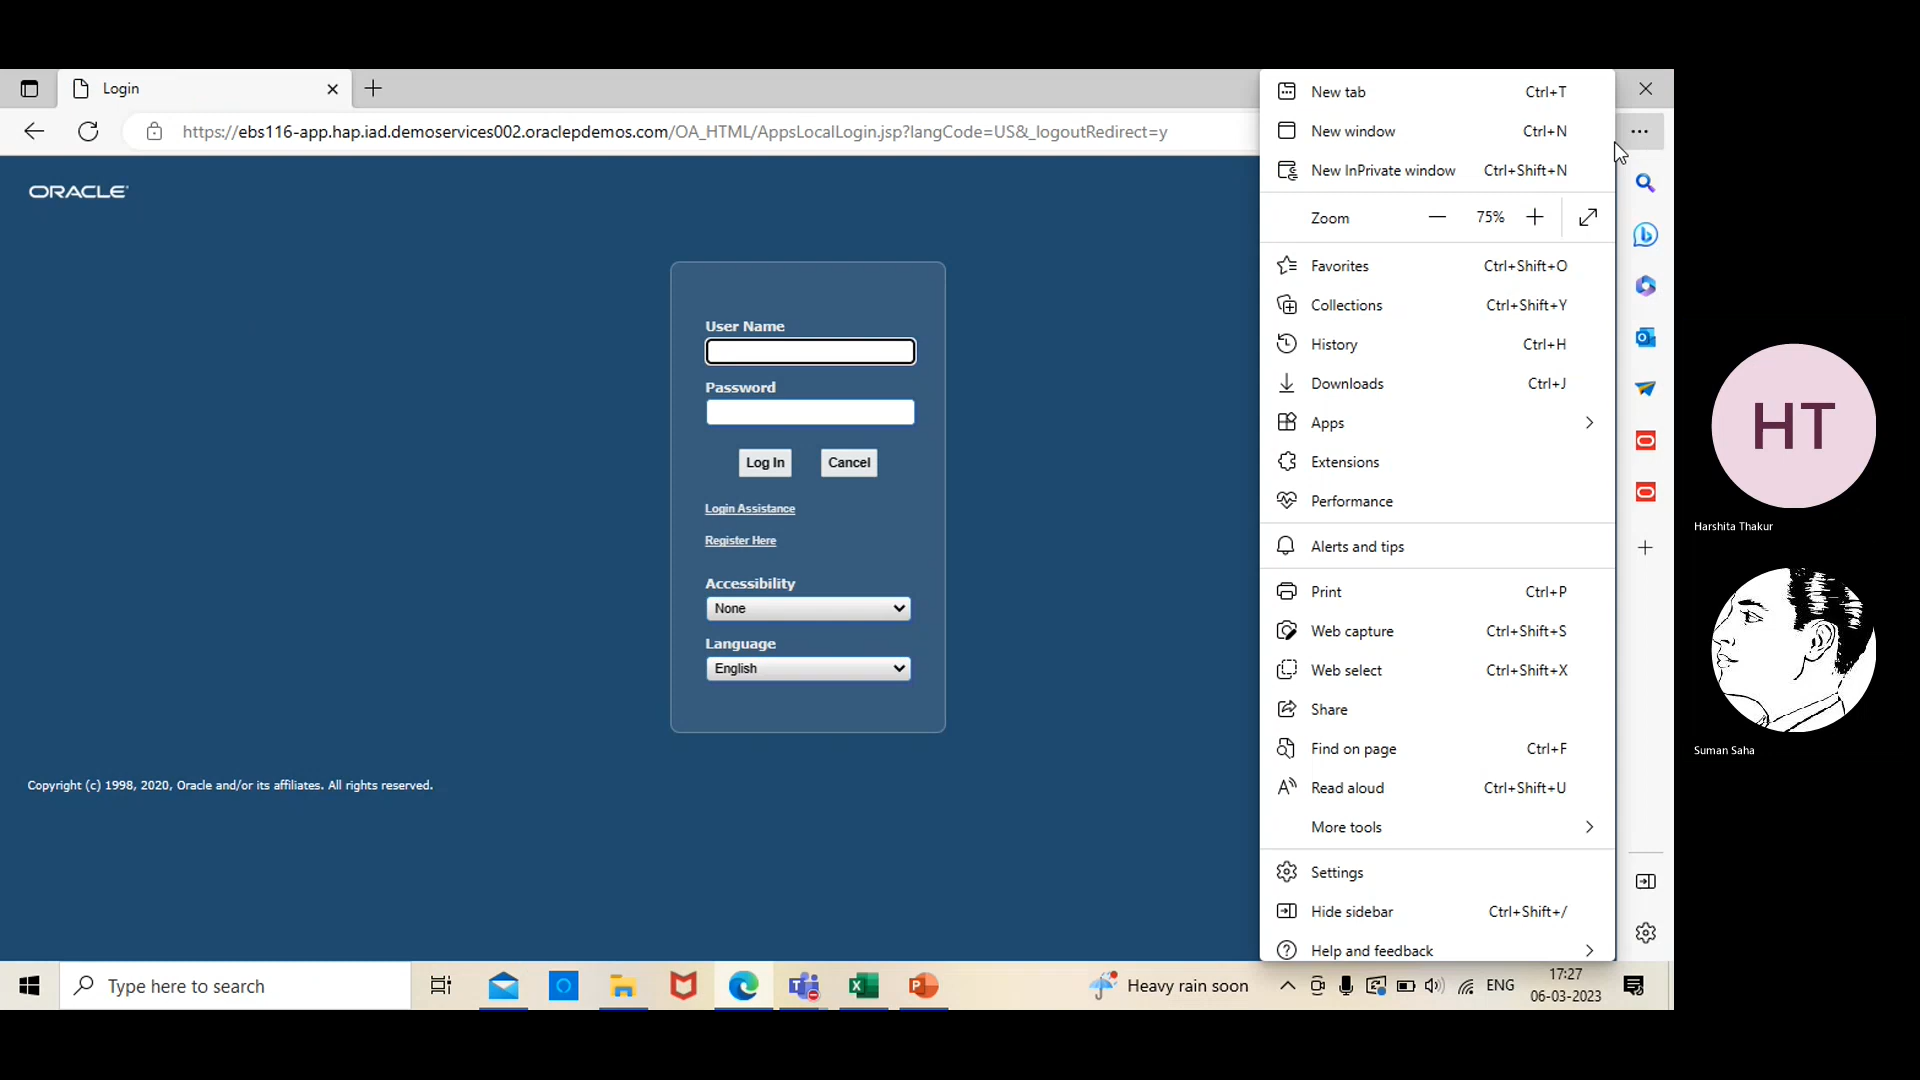 Login
https://ebs116-app.hap.iad.demoservices002.oraclepdemos.com/OA_HTML/AppsLocalLogin.jsp?langCode=US&_logoutRedirect=y
ORACLE
User Name
Password
Log In Cancel
Login Assistance
Register Here
Accessibility
None
Language
English
Copyright (c) 1998, 2020, Oracle and/or its affiliates. All rights reserved.
New tab Ctrl+T
New window Ctrl+N
New InPrivate window Ctrl+Shift+N
Zoom 75%
Favorites Ctrl+Shift+O
Collections Ctrl+Shift+Y
History Ctrl+H
Downloads Ctrl+J
Apps
Extensions
Performance
Alerts and tips
Print Ctrl+P
Web capture Ctrl+Shift+S
Web select Ctrl+Shift+X
Share
Find on page Ctrl+F
Read aloud Ctrl+Shift+U
More tools
Settings
Hide sidebar Ctrl+Shift+/
Help and feedback
HT
Harshita Thakur
Suman Saha
Type here to search
Heavy rain soon
ENG
17:27
06-03-2023